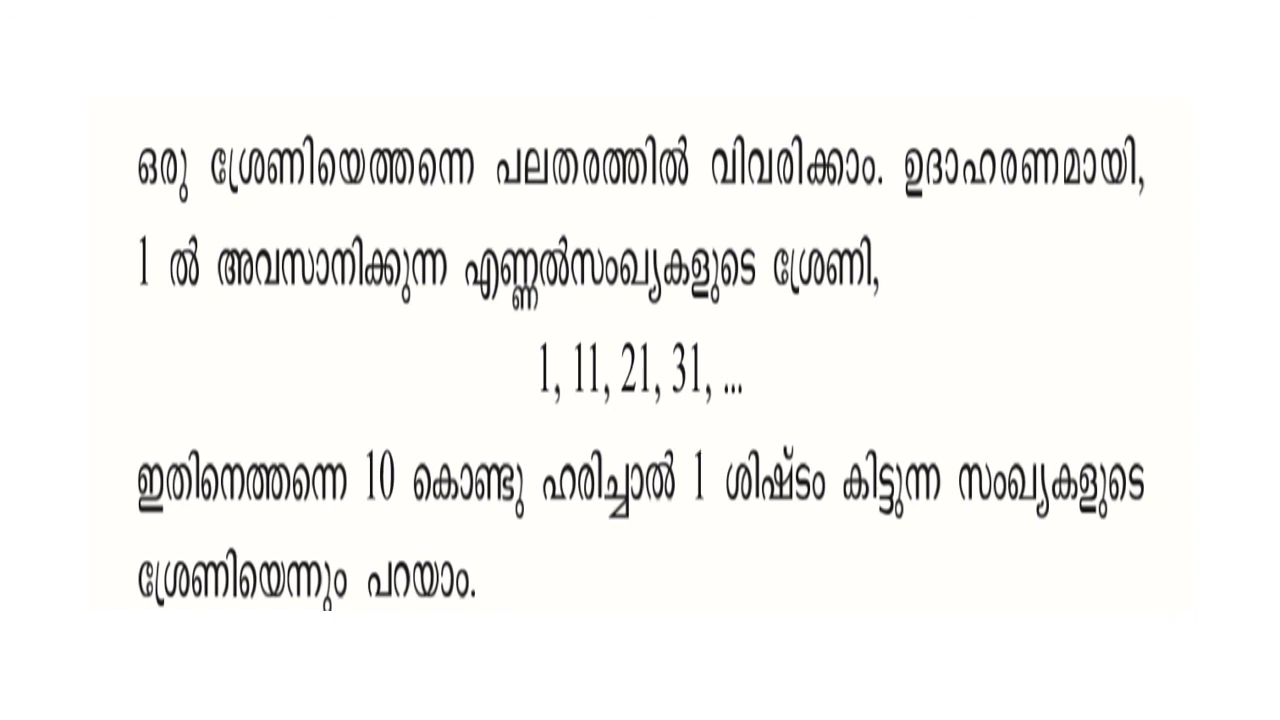 ഒരു ശ്രേണിയെത്തന്നെ പലതരത്തിൽ വിവരിക്കാം. ഉദാഹരണമായി,
1 ൽ അവസാനിക്കുന്ന എണ്ണൽസംഖ്യകളുടെ ശ്രേണി,
1, 11, 21, 31, ...
ഇതിനെത്തന്നെ 10 കൊണ്ടു ഹരിച്ചാൽ 1 ശിഷ്ടം കിട്ടുന്ന സംഖ്യകളുടെ
ശ്രേണിയെന്നും പറയാം.